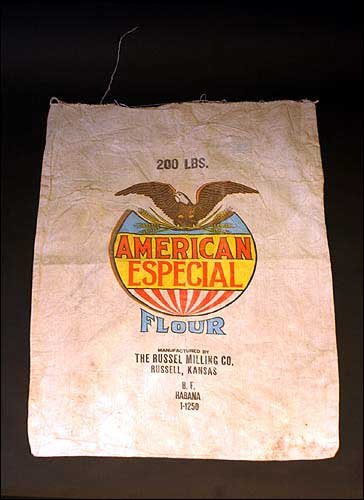 200 LBS.
AMERICAN
ESPECIAL
FLOUR
MANUFACTURED BY
THE RUSSEL MILLING CO.
RUSSELL, KANSAS
B. F.
HABANA
1-1250